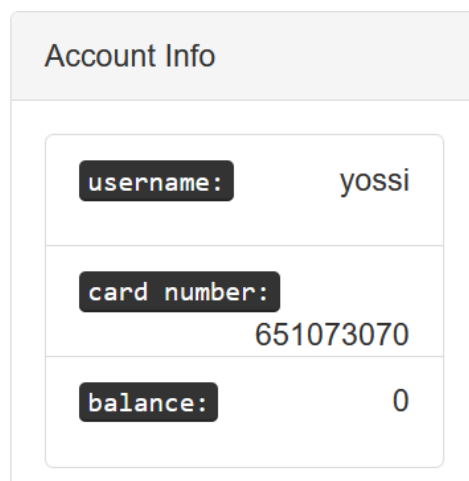 Account Info
username: yossi
card number:
651073070
balance: 0